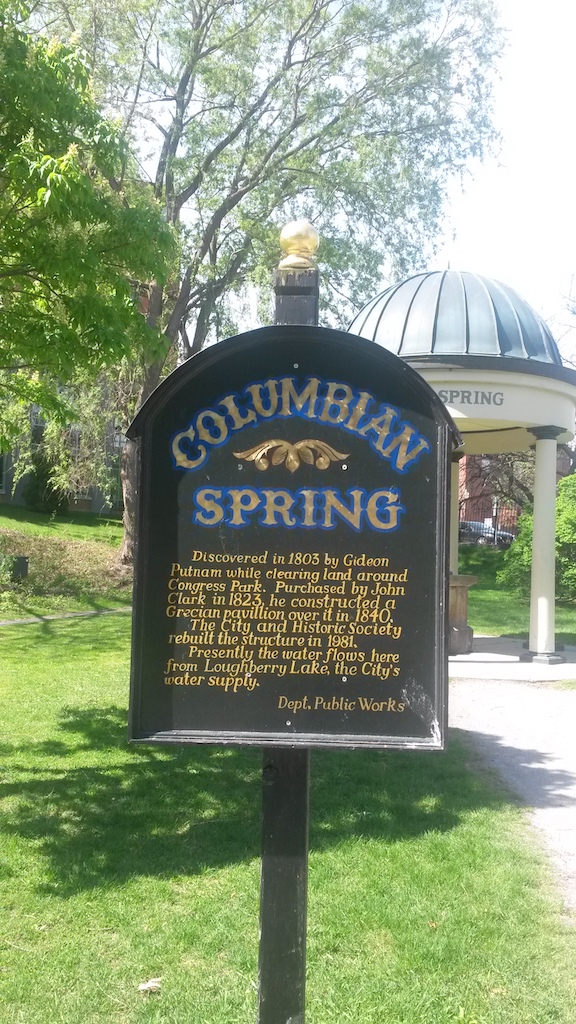 COLUMBIAN
SPRING
Discovered in 1803 by Gideon
Putnam while clearing land around
Congress Park. Purchased by John
Clark in 1823, he constructed a
Grecian pavillion over it in 1840.
The City and Historic Society
rebuilt the structure in 1981.
Presently the water flows here
from Loughberry Lake, the City's
water supply.
Dept. Public Works
SPRING